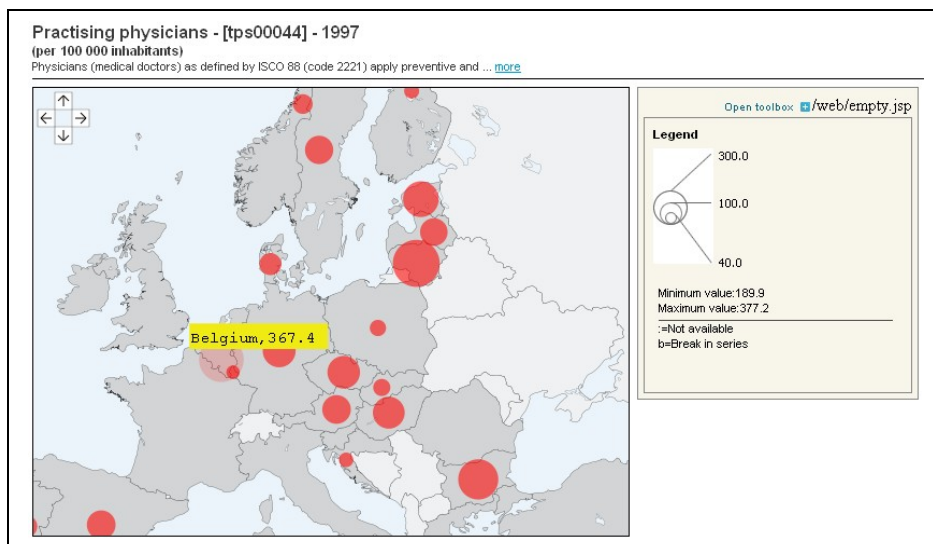 Practising physicians - [tps00044] - 1997
(per 100 000 inhabitants)
Physicians (medical doctors) as defined by ISCO 88 (code 2221) apply preventive and ... more
Open toolbox /web/empty.jsp
Legend
300.0
100.0
40.0
Minimum value:189.9
Maximum value:377.2
:=Not available
b=Break in series
Belgium,367.4